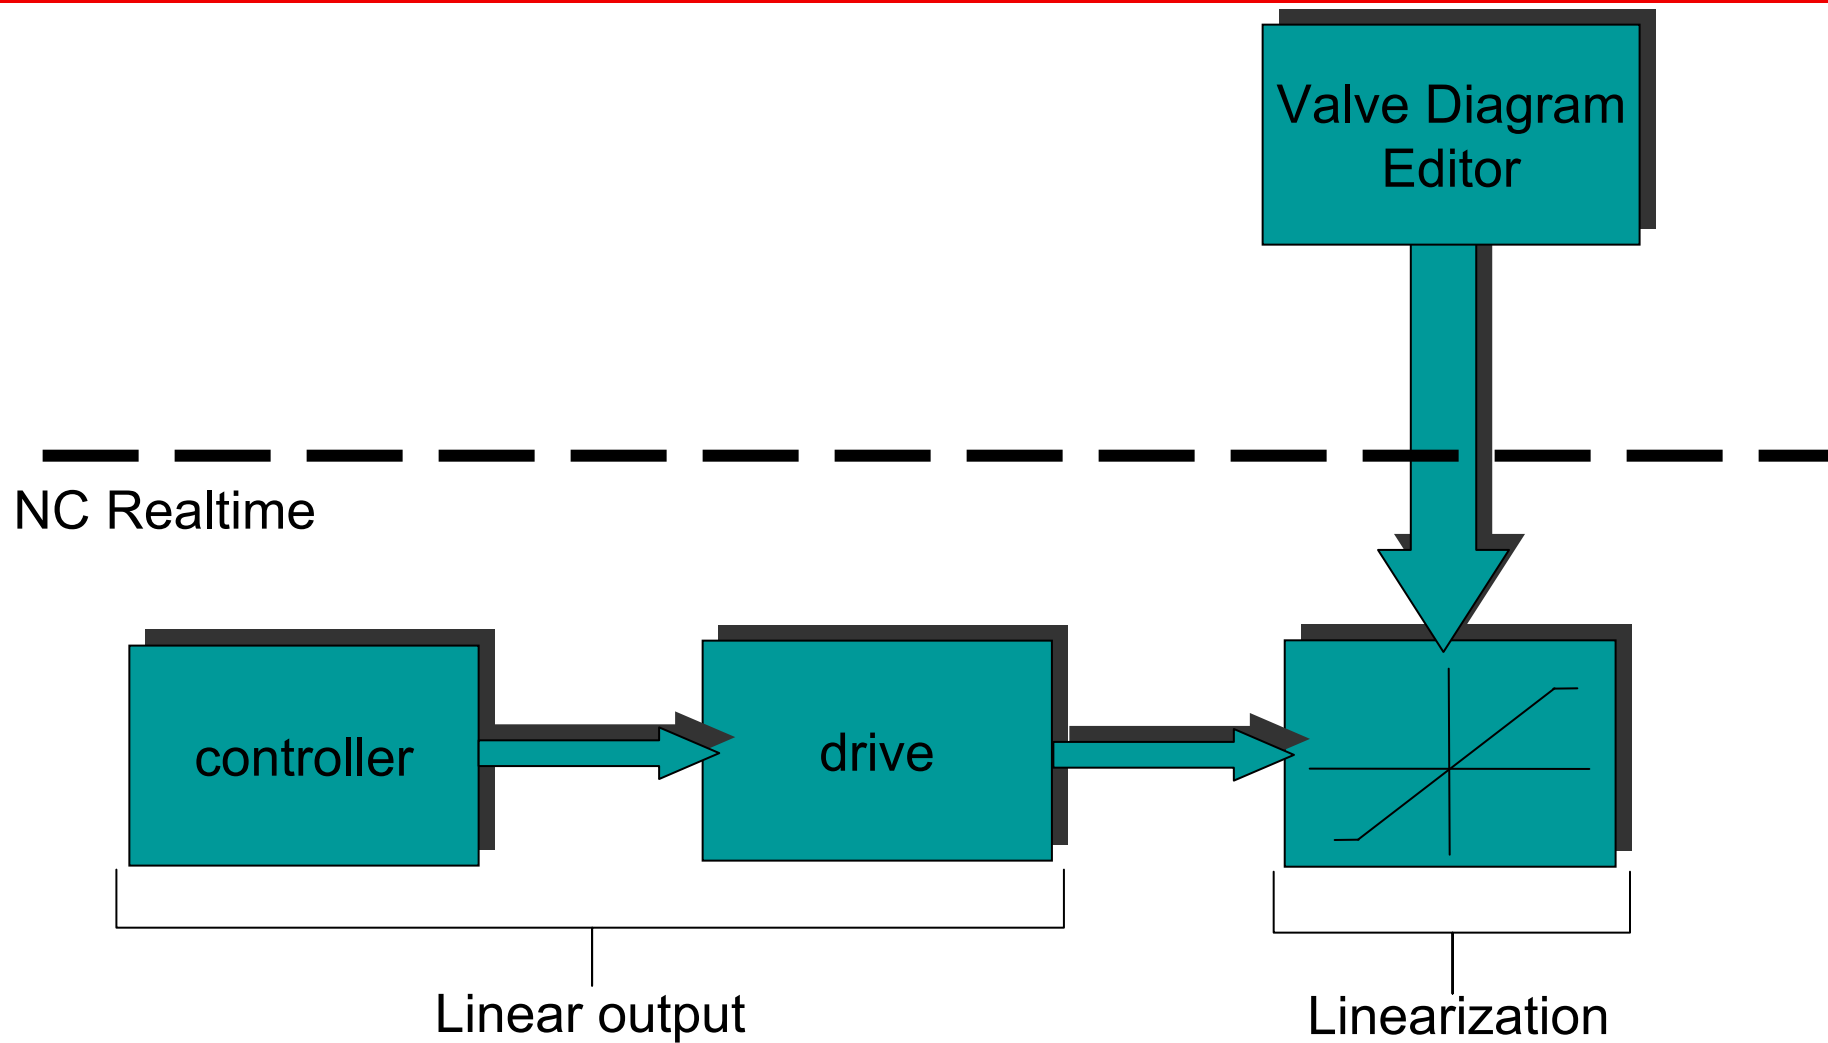 Valve Diagram
Editor
NC Realtime
controller
drive
Linear output
Linearization